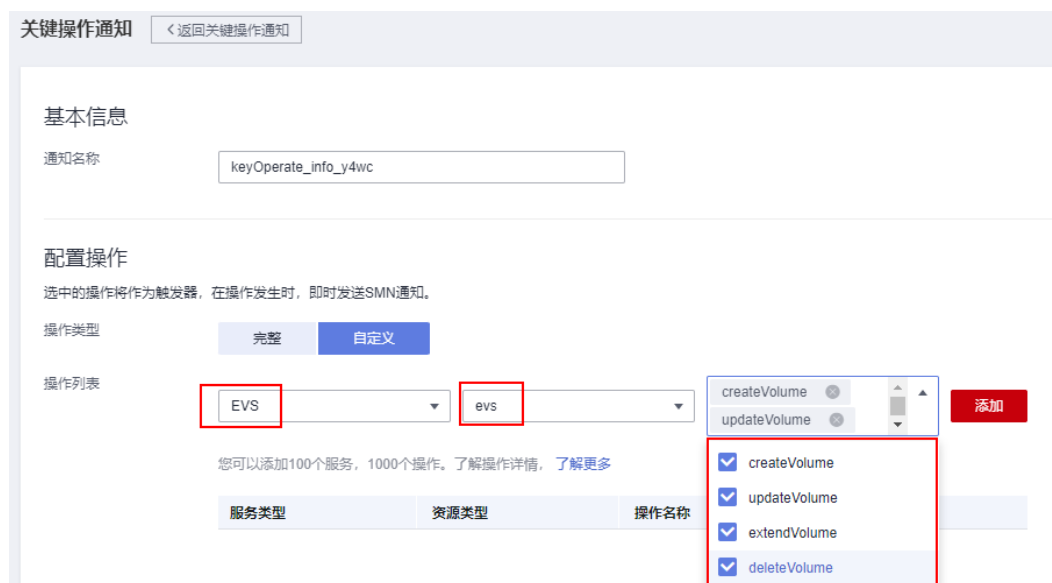 关键操作通知 <返回关键操作通知
基本信息
通知名称 keyOperate_info_y4wc
配置操作
选中的操作将作为触发器，在操作发生时，即时发送SMN通知。
操作类型 完整 自定义
操作列表 EVS evs createVolume updateVolume 添加
您可以添加100个服务，1000个操作。了解操作详情，了解更多
服务类型 资源类型 操作名称
createVolume
updateVolume
extendVolume
deleteVolume